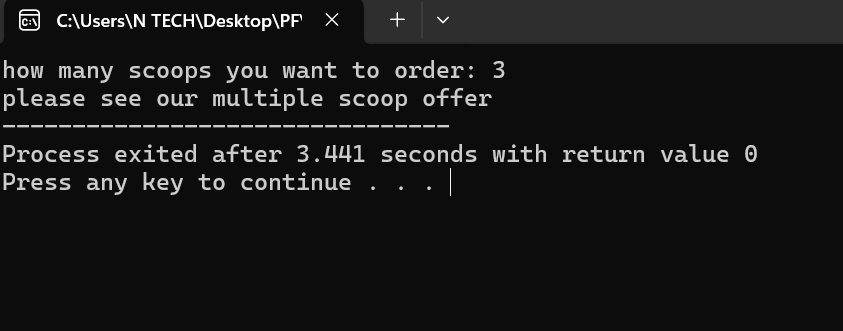 C:\Users\N TECH\Desktop\PF\
how many scoops you want to order: 3
please see our multiple scoop offer
--------------------------------
Process exited after 3.441 seconds with return value 0
Press any key to continue . . .